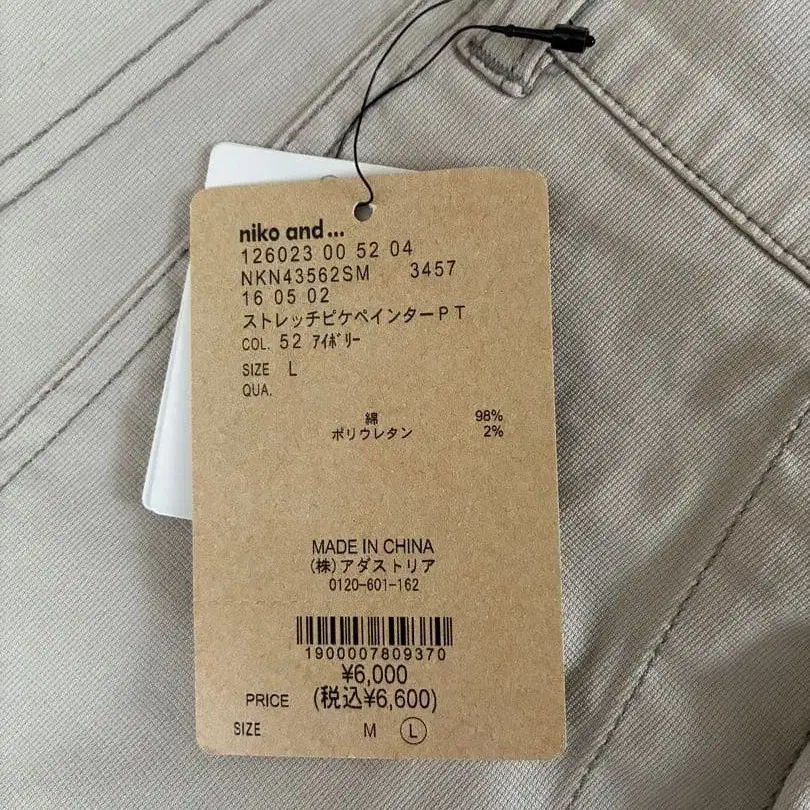 niko and...
126023 00 52 04
NKN43562SM 3457
16 05 02
ストレッチピケペインターPT
COL. 52 アイボリー
SIZE L
QUA.
綿 98%
ポリウレタン 2%
MADE IN CHINA
(株)アダストリア
0120-601-162
1900007809370
¥6,000
PRICE (税込¥6,600)
SIZE M L